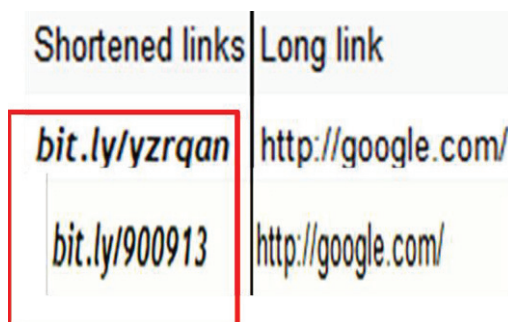 Shortened links Long link
bit.ly/yzrqan http://google.com/
bit.ly/900913 http://google.com/